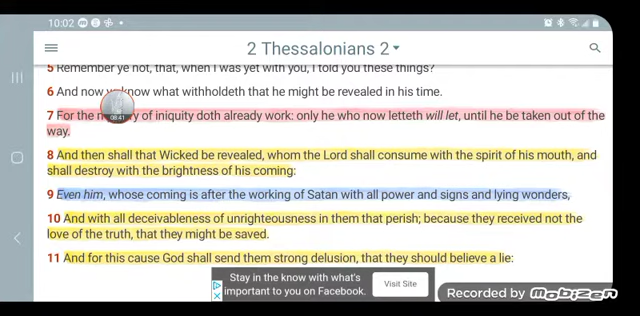 10:02
2 Thessalonians 2
5 Remember ye not, that, when I was yet with you, I told you these things?
6 And now ye know what withholdeth that he might be revealed in his time.
08:41
7 For the of iniquity doth already work: only he who now letteth will let, until he be taken out of the
way.
8 And then shall that Wicked be revealed, whom the Lord shall consume with the spirit of his mouth, and
shall destroy with the brightness of his coming:
9 Even him, whose coming is after the working of Satan with all power and signs and lying wonders,
10 And with all deceivableness of unrighteousness in them that perish; because they received not the
love of the truth, that they might be saved.
11 And for this cause God shall send them strong delusion, that they should believe a lie:
Stay in the know with what's
important to you on Facebook.
Visit Site
Recorded by Mobizen